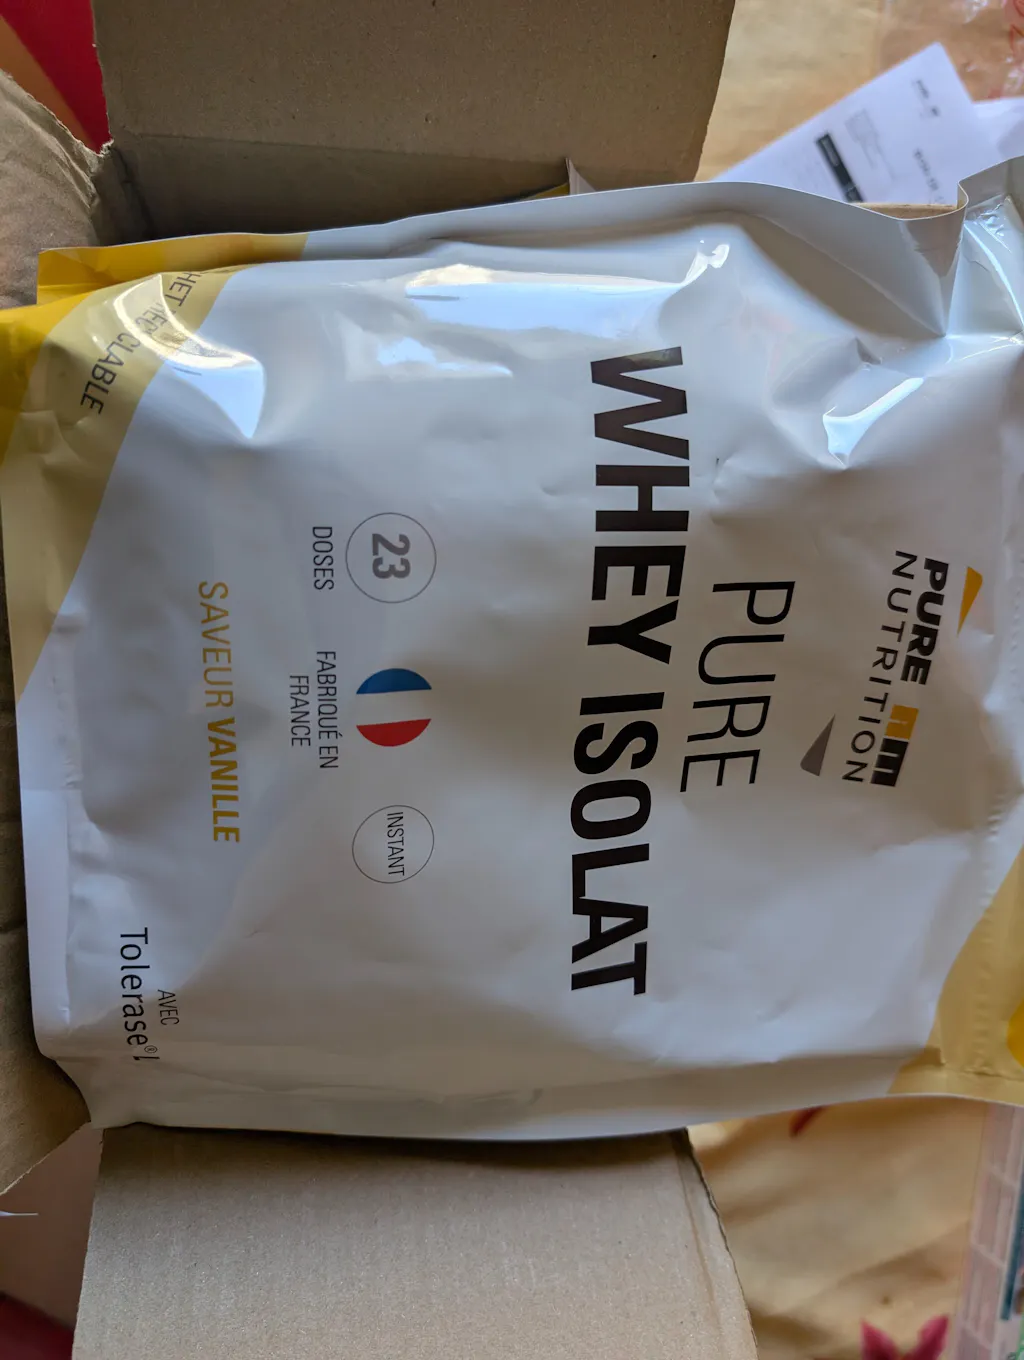 PURE
NUTRITION
PURE
WHEY ISOLAT
23
DOSES
FABRIQUÉ EN
FRANCE
INSTANT
SAVEUR VANILLE
AVEC
Tolerase®L